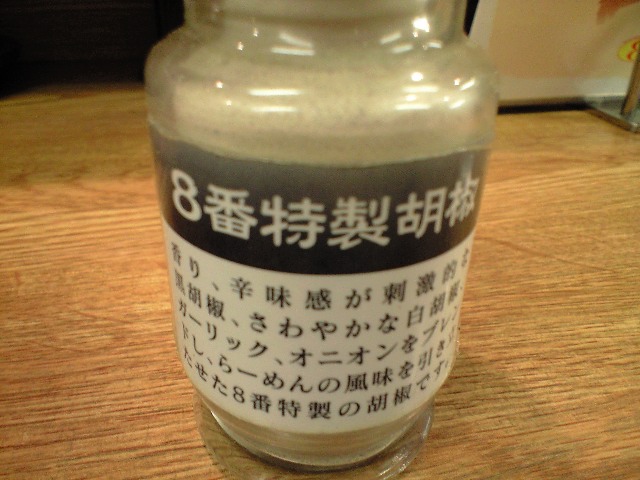 8番特製胡椒
香り、辛味感が刺激的な
黒胡椒、さわやかな白胡椒、
ガーリック、オニオンをブレン
ドし、らーめんの風味を引き立
たせた8番特製の胡椒です。